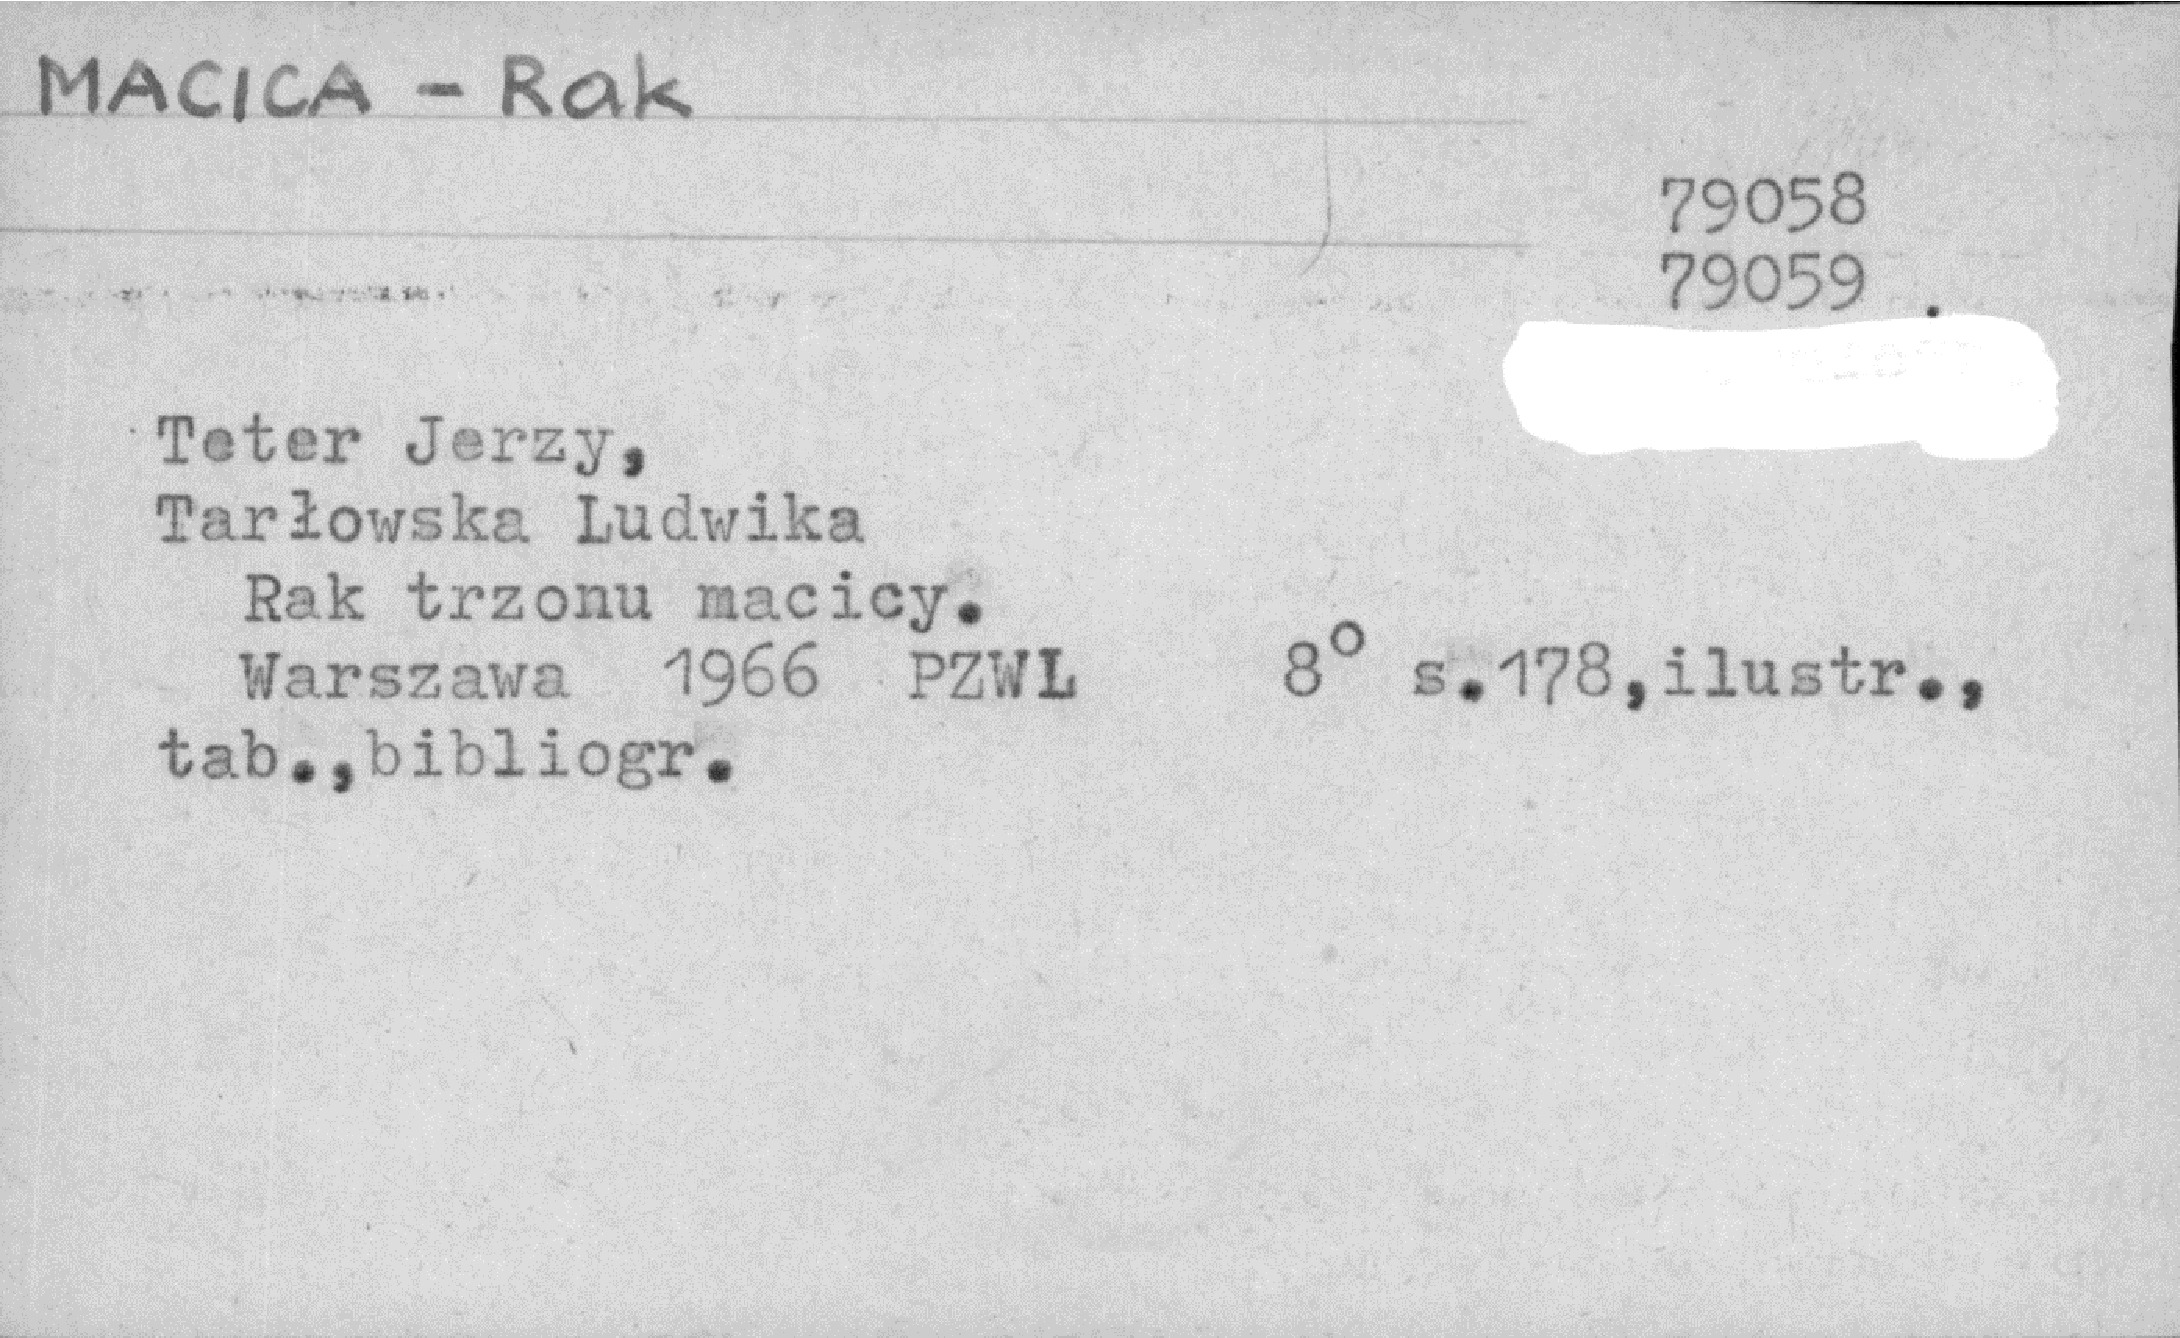 MACICA - Rak
79058
79059
Teter Jerzy,
Tarłowska Ludwika
Rak trzonu macicy.
Warszawa 1966 PZWL 8° s.178,ilustr.,
tab.,bibliogr.